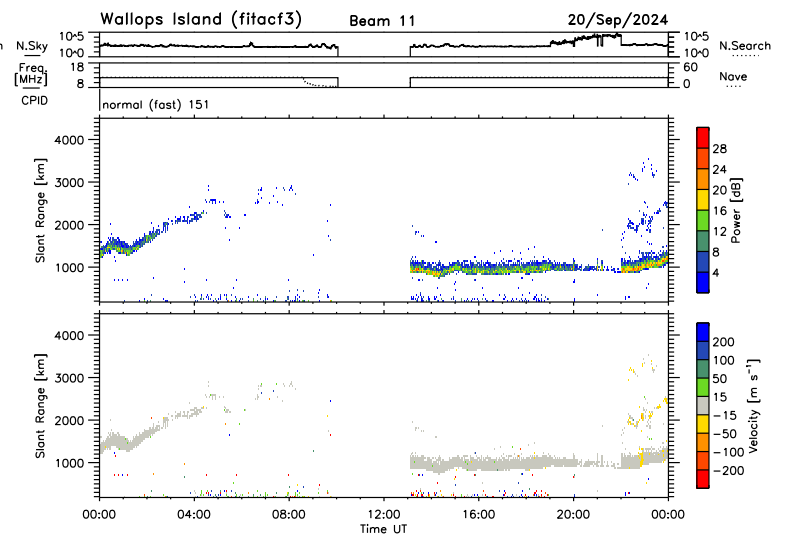 Wallops Island (fitacf3) Beam 11 20/Sep/2024
N.Sky 10^5 10^0 10^5 10^0 N.Search
Freq. [MHz] 18 8 60 0 Nave
CPID normal (fast) 151
Slant Range [km] 4000 3000 2000 1000
28 24 20 16 12 8 4 Power [dB]
Slant Range [km] 4000 3000 2000 1000
200 100 50 15 -15 -50 -100 -200 Velocity [m s⁻¹]
00:00 04:00 08:00 12:00 16:00 20:00 00:00
Time UT